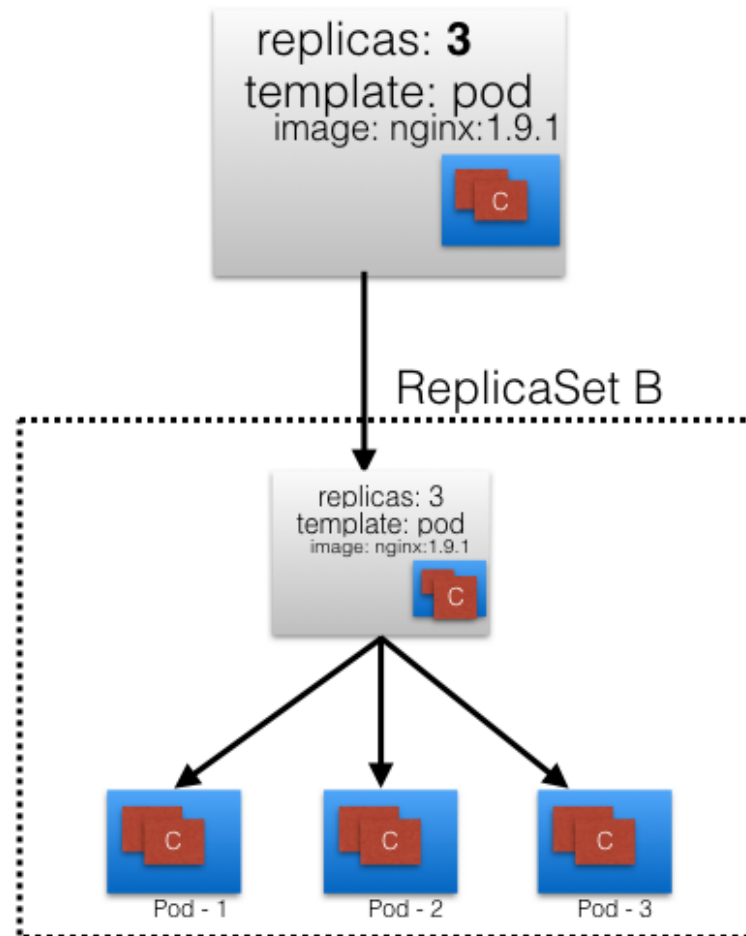 replicas: 3
template: pod
image: nginx:1.9.1
C
ReplicaSet B
replicas: 3
template: pod
image: nginx:1.9.1
C
C
C
C
Pod - 1
Pod - 2
Pod - 3